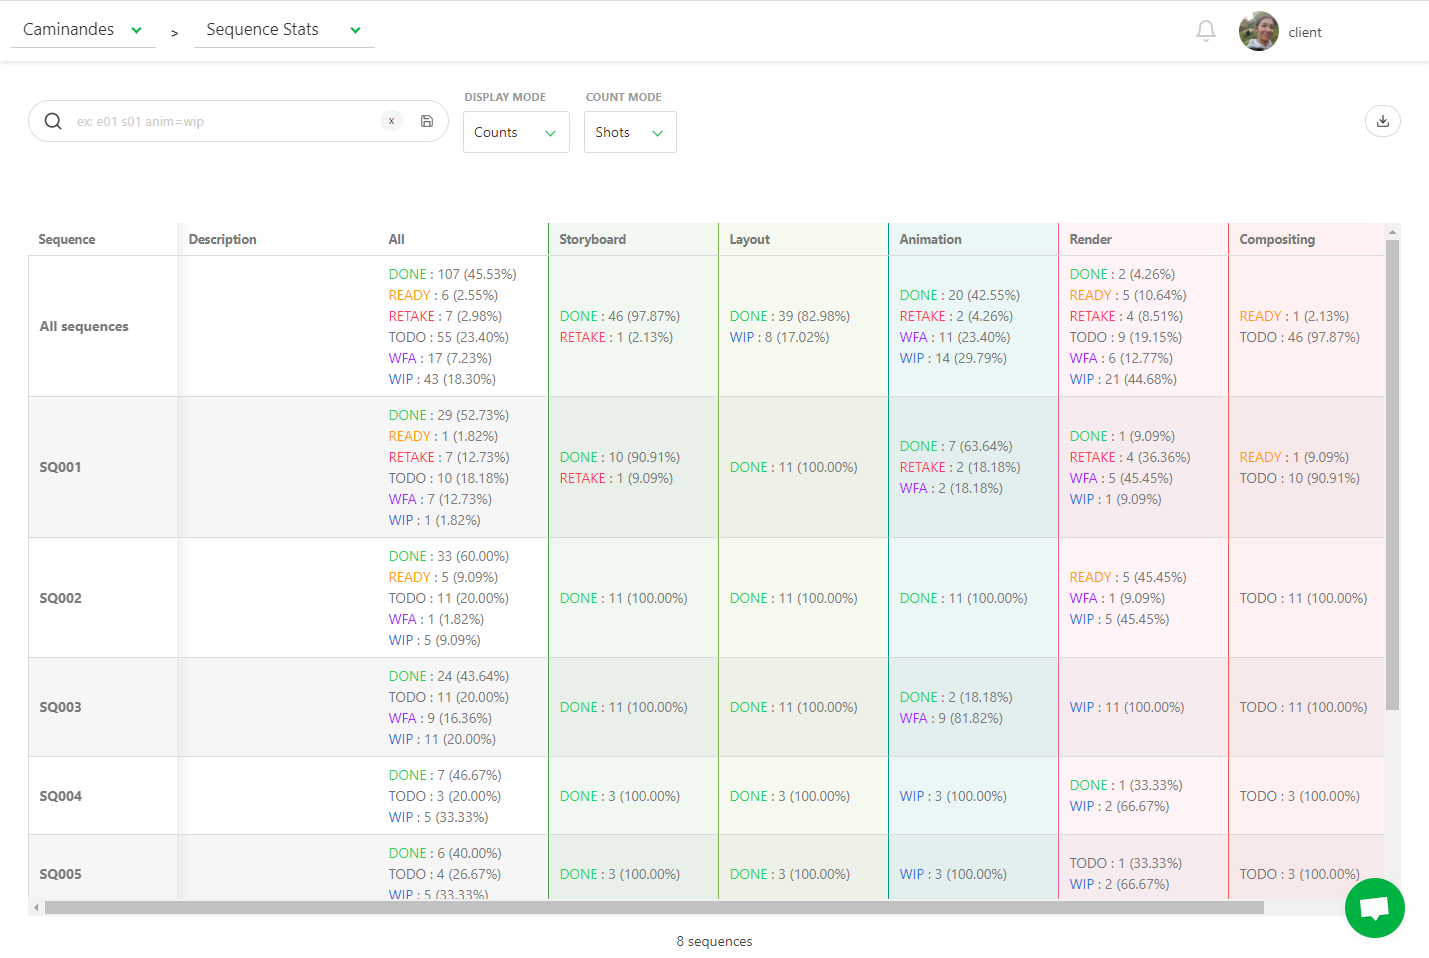 Caminandes > Sequence Stats client
DISPLAY MODE COUNT MODE
ex: e01 s01 anim=wip x Counts Shots
Sequence Description All Storyboard Layout Animation Render Compositing
All sequences
DONE : 107 (45.53%)
READY : 6 (2.55%)
RETAKE : 7 (2.98%)
TODO : 55 (23.40%)
WFA : 17 (7.23%)
WIP : 43 (18.30%)
DONE : 46 (97.87%)
RETAKE : 1 (2.13%)
DONE : 39 (82.98%)
WIP : 8 (17.02%)
DONE : 20 (42.55%)
RETAKE : 2 (4.26%)
WFA : 11 (23.40%)
WIP : 14 (29.79%)
DONE : 2 (4.26%)
READY : 5 (10.64%)
RETAKE : 4 (8.51%)
TODO : 9 (19.15%)
WFA : 6 (12.77%)
WIP : 21 (44.68%)
READY : 1 (2.13%)
TODO : 46 (97.87%)
SQ001
DONE : 29 (52.73%)
READY : 1 (1.82%)
RETAKE : 7 (12.73%)
TODO : 10 (18.18%)
WFA : 7 (12.73%)
WIP : 1 (1.82%)
DONE : 10 (90.91%)
RETAKE : 1 (9.09%)
DONE : 11 (100.00%)
DONE : 7 (63.64%)
RETAKE : 2 (18.18%)
WFA : 2 (18.18%)
DONE : 1 (9.09%)
RETAKE : 4 (36.36%)
WFA : 5 (45.45%)
WIP : 1 (9.09%)
READY : 1 (9.09%)
TODO : 10 (90.91%)
SQ002
DONE : 33 (60.00%)
READY : 5 (9.09%)
TODO : 11 (20.00%)
WFA : 1 (1.82%)
WIP : 5 (9.09%)
DONE : 11 (100.00%)
DONE : 11 (100.00%)
DONE : 11 (100.00%)
READY : 5 (45.45%)
WFA : 1 (9.09%)
WIP : 5 (45.45%)
TODO : 11 (100.00%)
SQ003
DONE : 24 (43.64%)
TODO : 11 (20.00%)
WFA : 9 (16.36%)
WIP : 11 (20.00%)
DONE : 11 (100.00%)
DONE : 11 (100.00%)
DONE : 2 (18.18%)
WFA : 9 (81.82%)
WIP : 11 (100.00%)
TODO : 11 (100.00%)
SQ004
DONE : 7 (46.67%)
TODO : 3 (20.00%)
WIP : 5 (33.33%)
DONE : 3 (100.00%)
DONE : 3 (100.00%)
WIP : 3 (100.00%)
DONE : 1 (33.33%)
WIP : 2 (66.67%)
TODO : 3 (100.00%)
SQ005
DONE : 6 (40.00%)
TODO : 4 (26.67%)
WIP : 5 (33.33%)
DONE : 3 (100.00%)
DONE : 3 (100.00%)
WIP : 3 (100.00%)
TODO : 1 (33.33%)
WIP : 2 (66.67%)
TODO : 3 (100.00%)
8 sequences